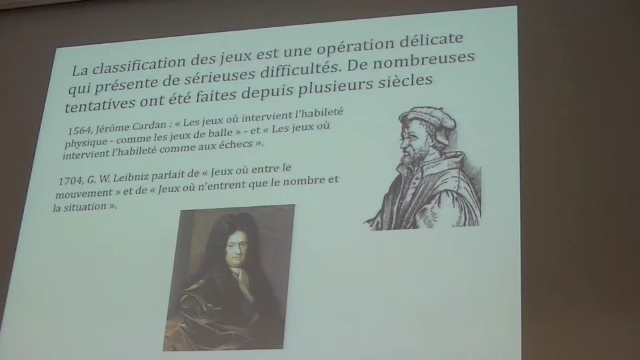 La classification des jeux est une opération délicate
qui présente de sérieuses difficultés. De nombreuses
tentatives ont été faites depuis plusieurs siècles
1564, Jérôme Cardan : « Les jeux où intervient l'habileté
physique - comme les jeux de balle » - et « Les jeux où
intervient l'habileté comme aux échecs ».
1704, G. W. Leibniz parlait de « Jeux où entre le
mouvement » et de « Jeux où n'entrent que le nombre et
la situation ».